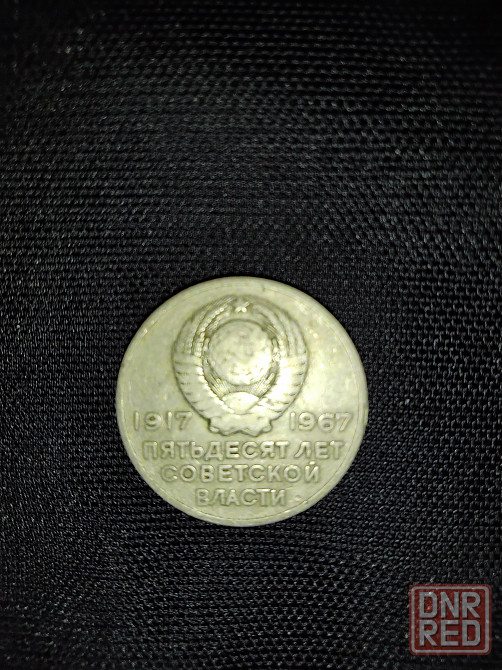 1917 1967
ПЯТЬДЕСЯТ ЛЕТ
СОВЕТСКОЙ
ВЛАСТИ
DNR
RED